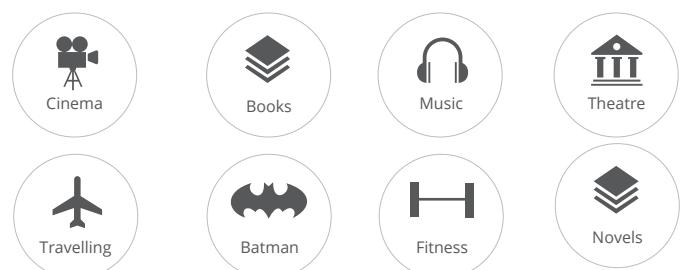 Cinema
Books
Music
Theatre
Travelling
Batman
Fitness
Novels